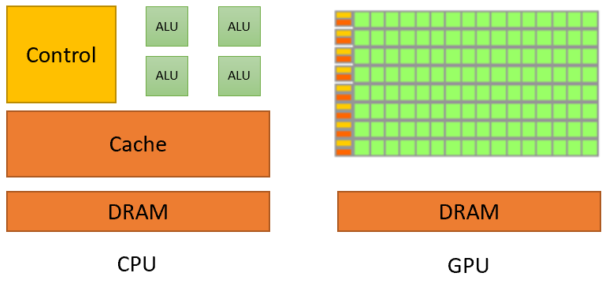 Control
ALU
ALU
ALU
ALU
Cache
DRAM
CPU
DRAM
GPU